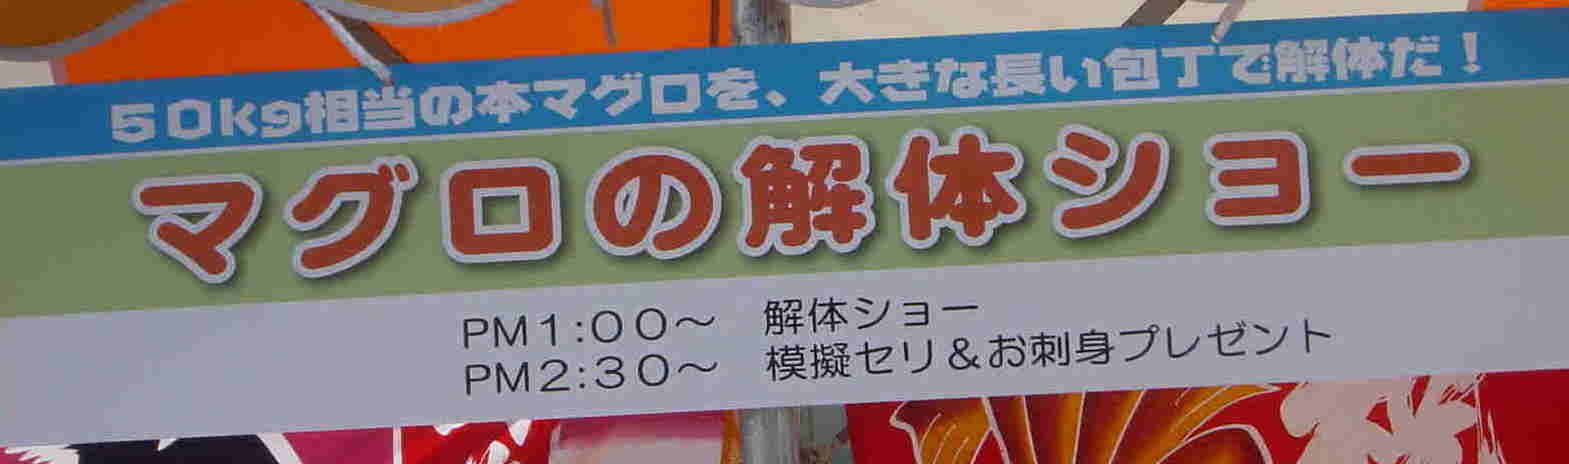 50kg相当の本マグロを、大きな長い包丁で解体だ！
マグロの解体ショー
PM1:00～　解体ショー
PM2:30～　模擬セリ＆お刺身プレゼント